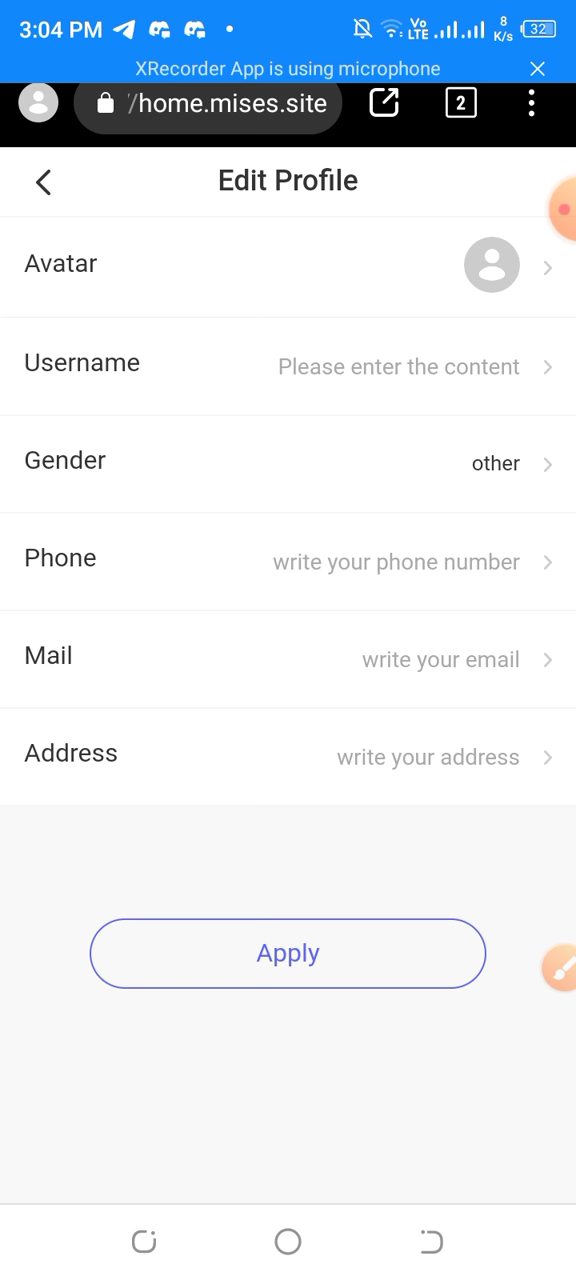 3:04 PM
Vo LTE
8 K/s
32
XRecorder App is using microphone
/home.mises.site
2
Edit Profile
Avatar
Username Please enter the content
Gender other
Phone write your phone number
Mail write your email
Address write your address
Apply